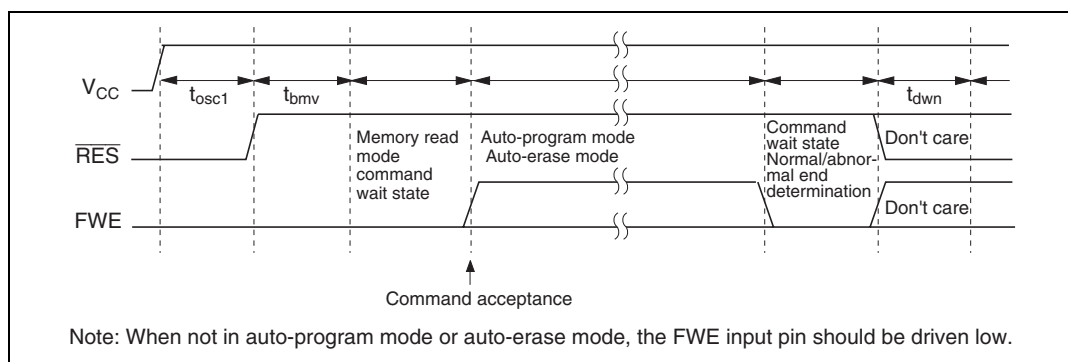 VCC
tosc1
tbmv
tdwn
RES
Memory read
mode
command
wait state
Auto-program mode
Auto-erase mode
Command
wait state
Normal/abnor-
mal end
determination
Don't care
FWE
Don't care
Command acceptance
Note: When not in auto-program mode or auto-erase mode, the FWE input pin should be driven low.